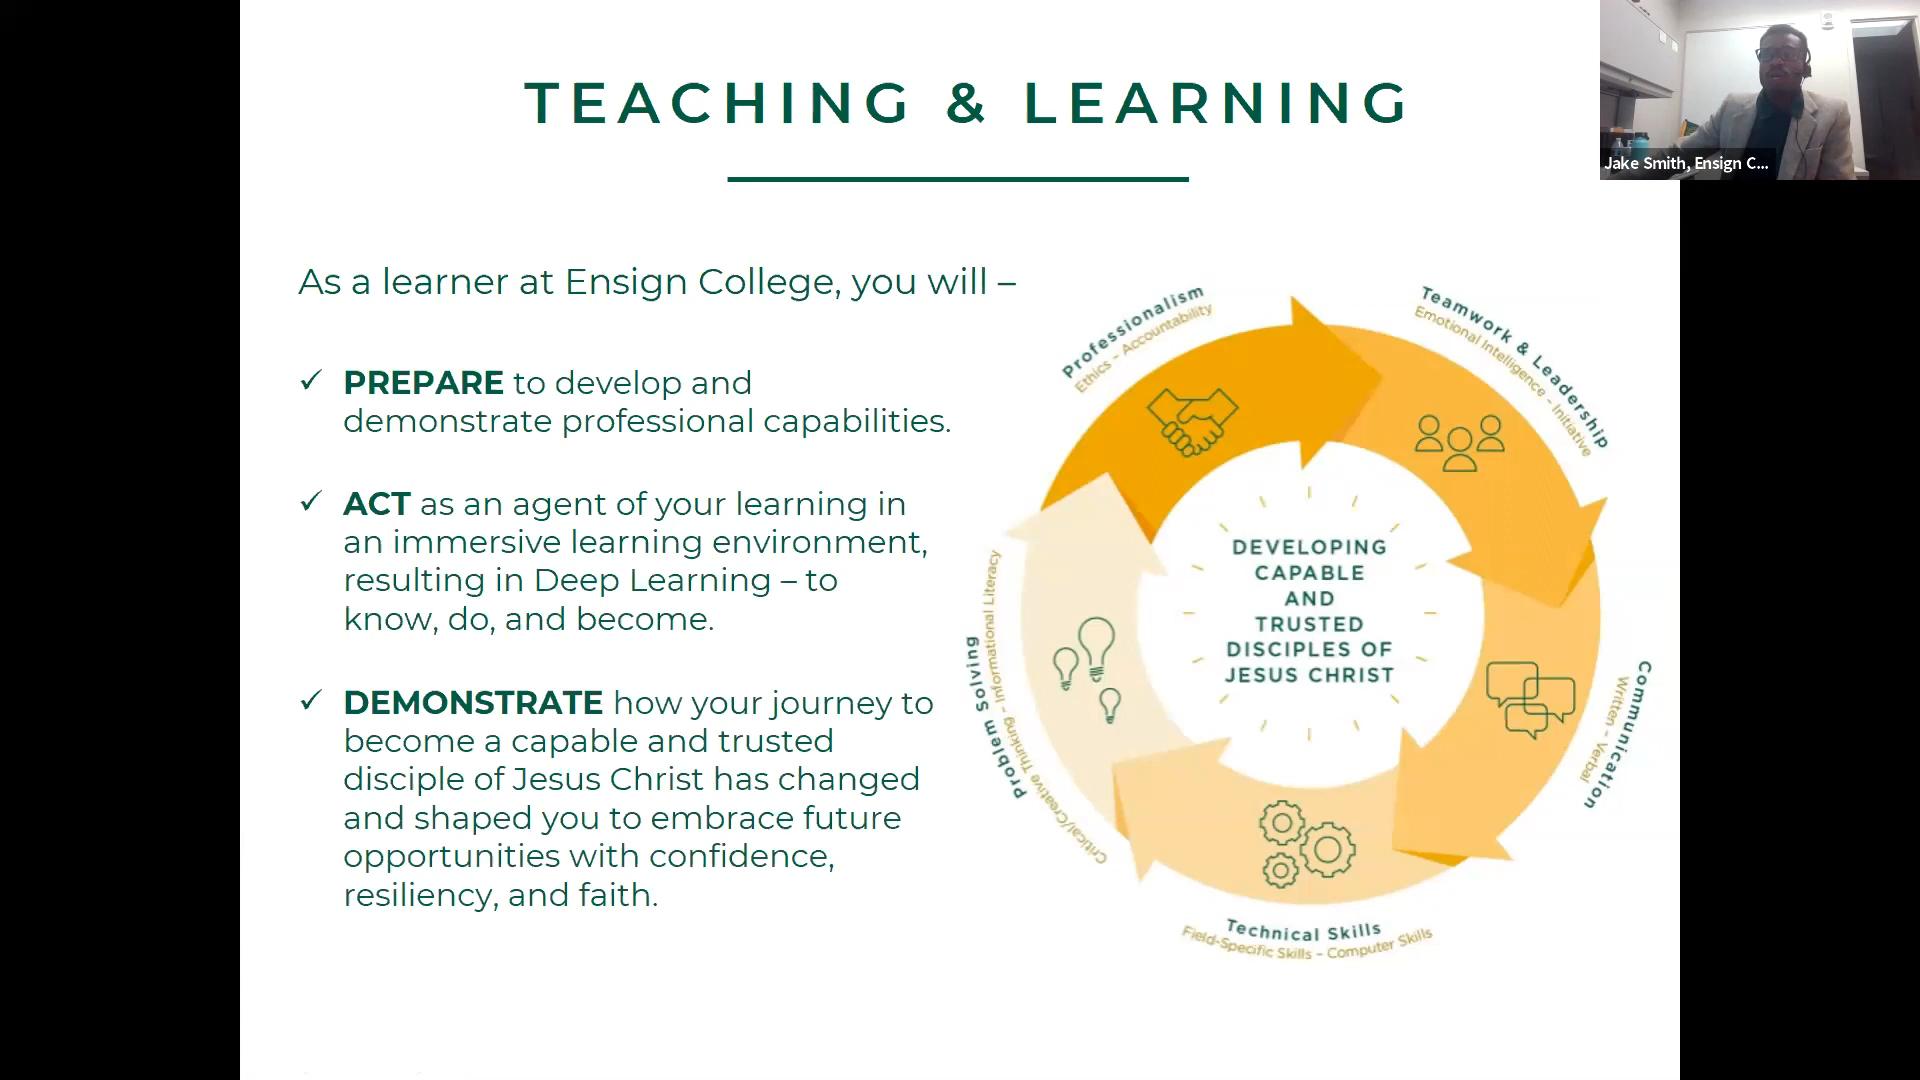 TEACHING & LEARNING
Jake Smith, Ensign C...
As a learner at Ensign College, you will –
✓ PREPARE to develop and
demonstrate professional capabilities.
✓ ACT as an agent of your learning in
an immersive learning environment,
resulting in Deep Learning – to
know, do, and become.
✓ DEMONSTRATE how your journey to
become a capable and trusted
disciple of Jesus Christ has changed
and shaped you to embrace future
opportunities with confidence,
resiliency, and faith.
Professionalism
Ethics – Accountability
Teamwork & Leadership
Emotional Intelligence – Initiative
Communication
Written – Verbal
Technical Skills
Field-Specific Skills – Computer Skills
Problem Solving
Critical/Creative Thinking – Informational Literacy
DEVELOPING
CAPABLE
AND
TRUSTED
DISCIPLES OF
JESUS CHRIST